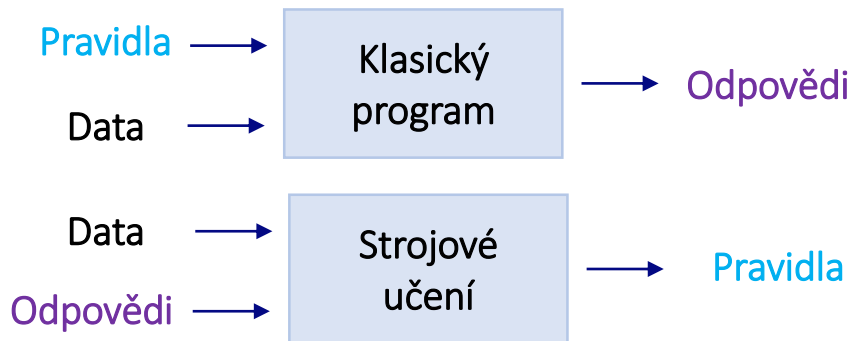 Pravidla
Klasický
program
Odpovědi
Data
Data
Strojové
učení
Pravidla
Odpovědi